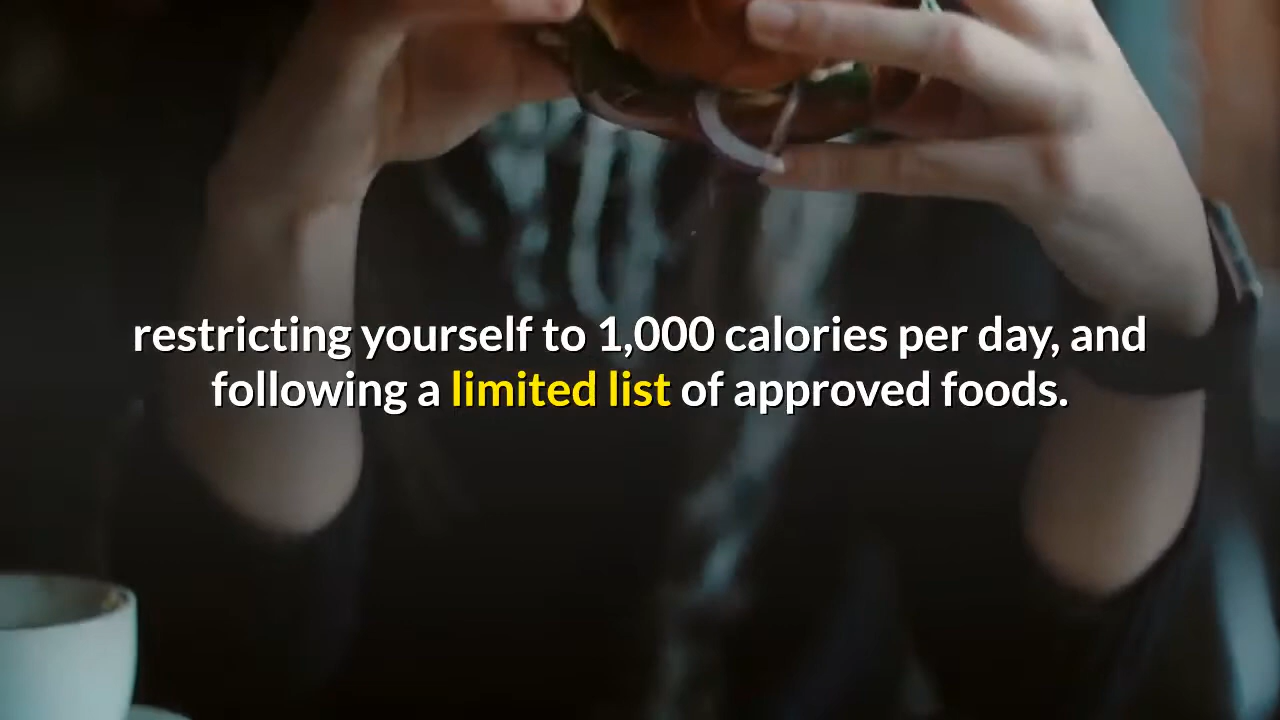 restricting yourself to 1,000 calories per day, and
following a limited list of approved foods.